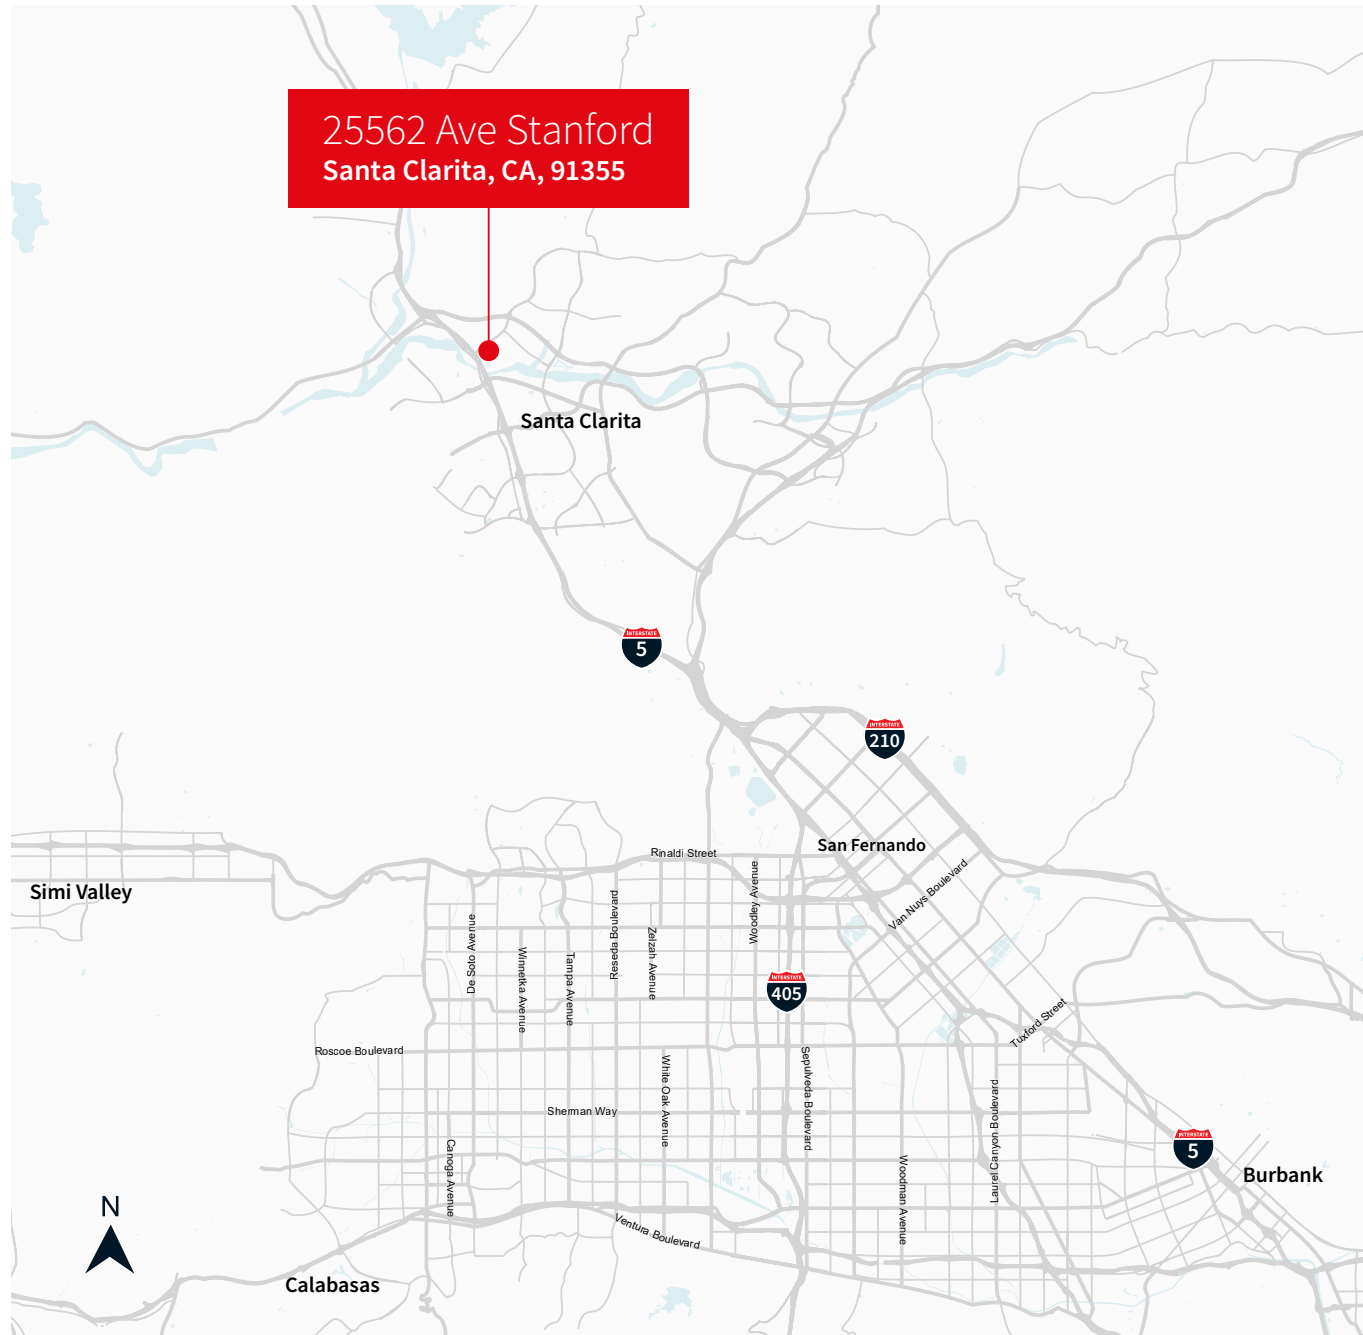 25562 Ave Stanford
Santa Clarita, CA, 91355
Santa Clarita
INTERSTATE
5
INTERSTATE
210
San Fernando
Rinaldi Street
Simi Valley
Van Nuys Boulevard
Woodley Avenue
Reseda Boulevard
De Soto Avenue
Zelzah Avenue
Winnetka Avenue
Tampa Avenue
INTERSTATE
405
Tuxford Street
Roscoe Boulevard
White Oak Avenue
Sepulveda Boulevard
Sherman Way
Laurel Canyon Boulevard
INTERSTATE
5
Canoga Avenue
Woodman Avenue
Burbank
N
Ventura Boulevard
Calabasas